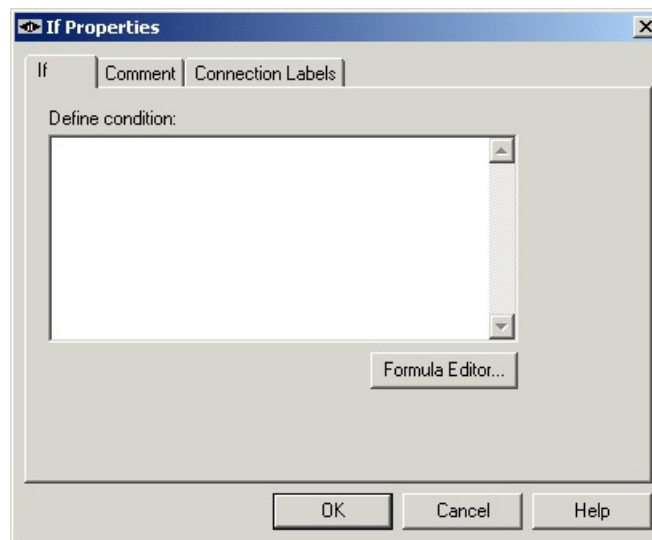 If Properties
If Comment Connection Labels
Define condition:
Formula Editor...
OK Cancel Help